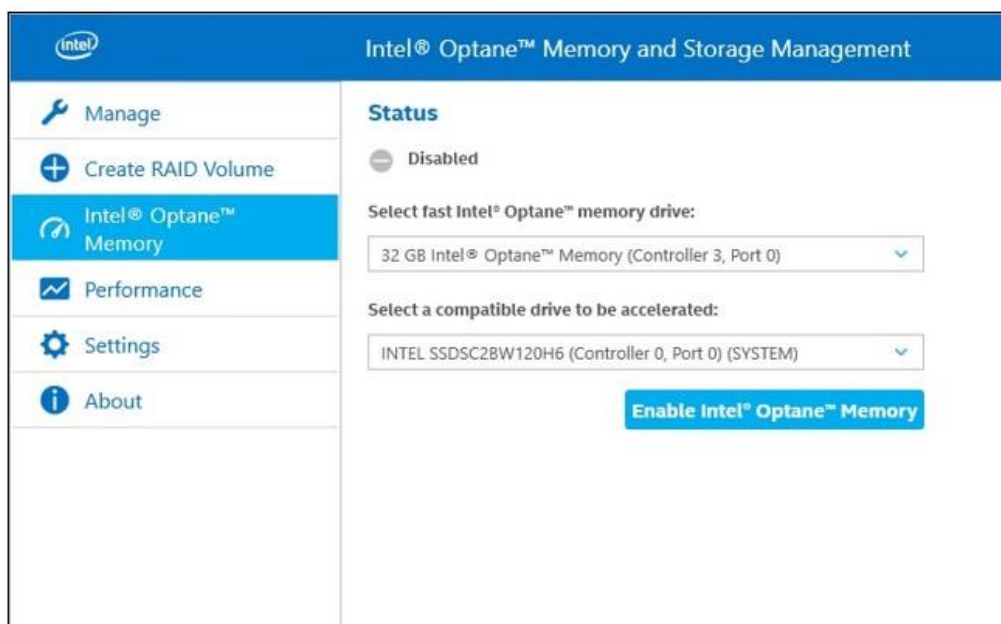 intel
Intel® Optane™ Memory and Storage Management
Manage
Create RAID Volume
Intel® Optane™
Memory
Performance
Settings
About
Status
Disabled
Select fast Intel® Optane™ memory drive:
32 GB Intel® Optane™ Memory (Controller 3, Port 0)
Select a compatible drive to be accelerated:
INTEL SSDSC2BW120H6 (Controller 0, Port 0) (SYSTEM)
Enable Intel® Optane™ Memory